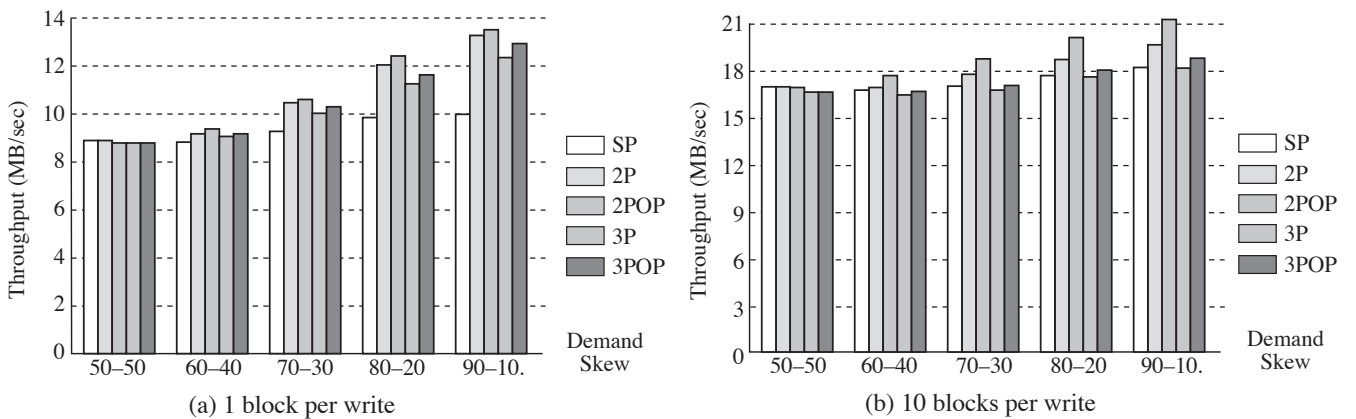 Throughput (MB/sec)
14
12
10
8
6
4
2
0
50–50 60–40 70–30 80–20 90–10.
SP
2P
2POP
3P
3POP
Demand
Skew
(a) 1 block per write
Throughput (MB/sec)
21
18
15
12
9
6
3
0
50–50 60–40 70–30 80–20 90–10.
SP
2P
2POP
3P
3POP
Demand
Skew
(b) 10 blocks per write